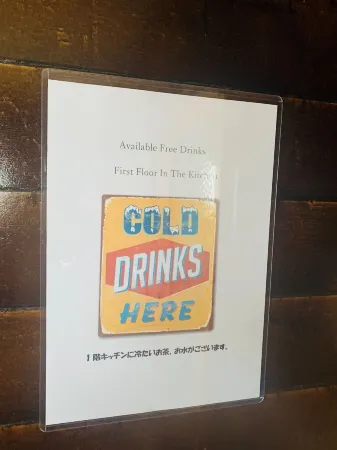 Available Free Drinks
First Floor In The Kitchen
COLD
DRINKS
HERE
1階キッチンに冷たいお茶、お水がございます。